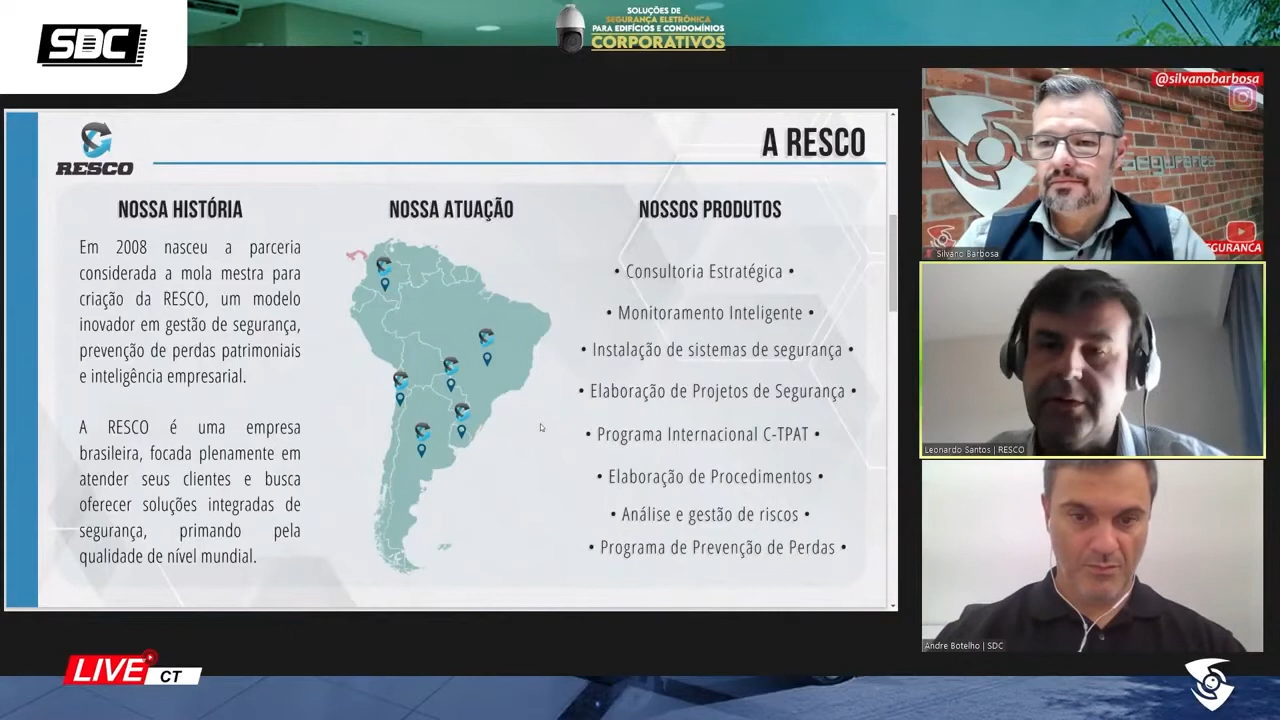 SDC
SOLUÇÕES DE
SEGURANÇA ELETRÔNICA
PARA EDIFÍCIOS E CONDOMÍNIOS
CORPORATIVOS
RESCO
A RESCO
NOSSA HISTÓRIA
Em 2008 nasceu a parceria
considerada a mola mestra para
criação da RESCO, um modelo
inovador em gestão de segurança,
prevenção de perdas patrimoniais
e inteligência empresarial.
A RESCO é uma empresa
brasileira, focada plenamente em
atender seus clientes e busca
oferecer soluções integradas de
segurança, primando pela
qualidade de nível mundial.
NOSSA ATUAÇÃO
NOSSOS PRODUTOS
• Consultoria Estratégica •
• Monitoramento Inteligente •
• Instalação de sistemas de segurança •
• Elaboração de Projetos de Segurança •
• Programa Internacional C-TPAT •
• Elaboração de Procedimentos •
• Análise e gestão de riscos •
• Programa de Prevenção de Perdas •
@silvanobarbosa
Silvano Barbosa
Leonardo Santos | RESCO
Andre Botelho | SDC
LIVE
CT